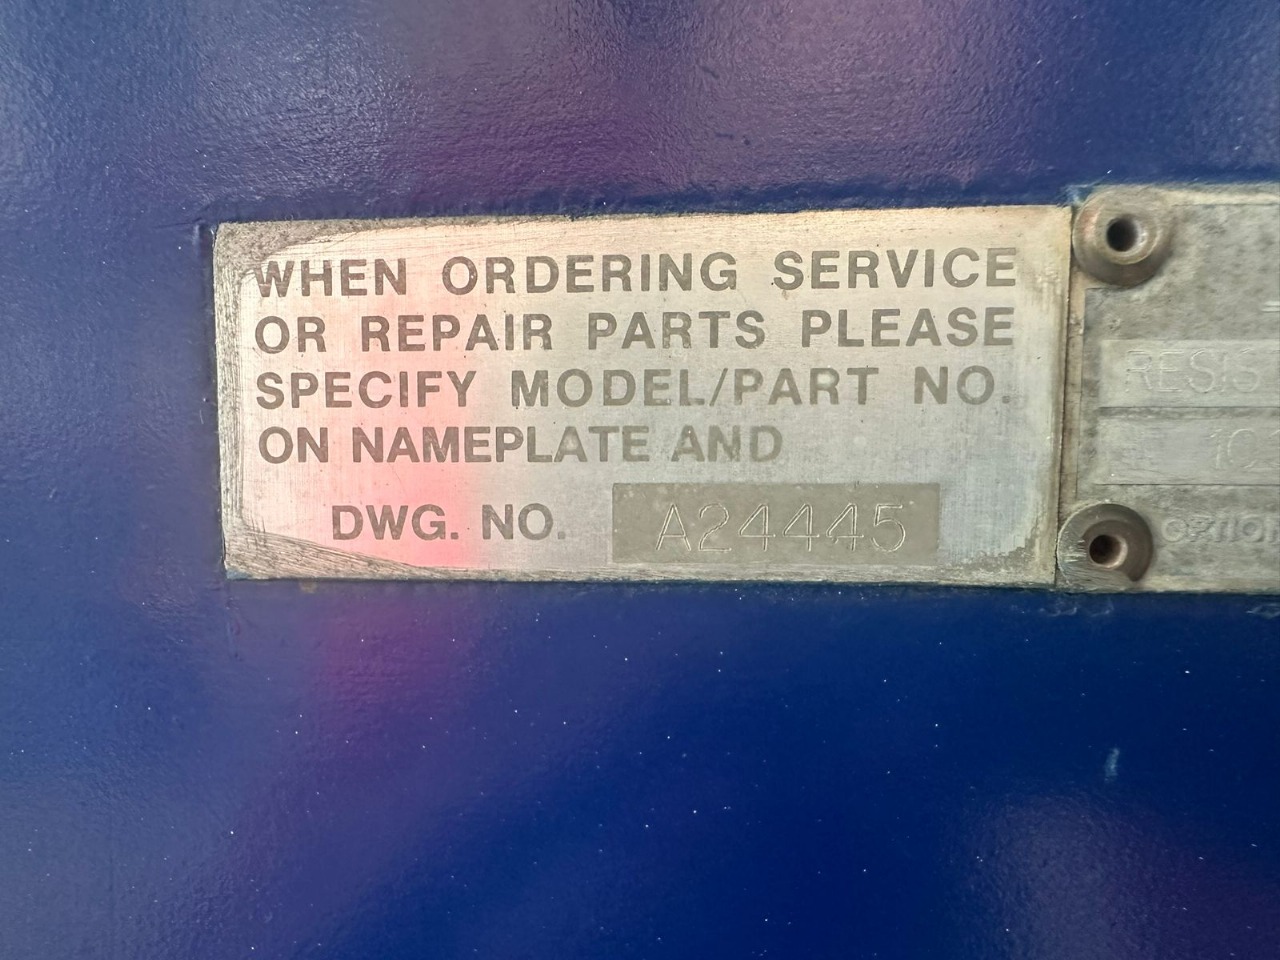 WHEN ORDERING SERVICE
OR REPAIR PARTS PLEASE
SPECIFY MODEL/PART NO.
ON NAMEPLATE AND
DWG. NO. A24445